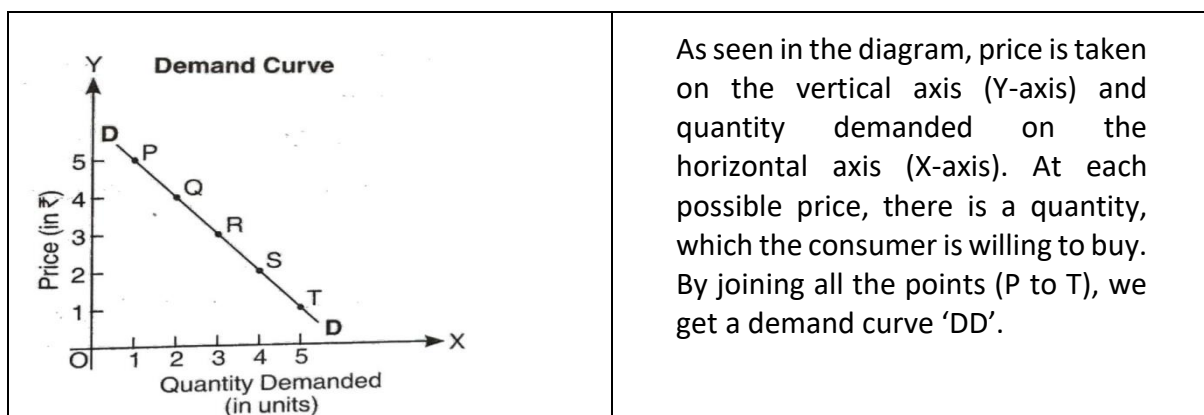 Y Demand Curve
D
P
5
Q
4
R
3
S
2
T
1
D
Price (in ₹)
O 1 2 3 4 5 X
Quantity Demanded
(in units)
As seen in the diagram, price is taken
on the vertical axis (Y-axis) and
quantity demanded on the
horizontal axis (X-axis). At each
possible price, there is a quantity,
which the consumer is willing to buy.
By joining all the points (P to T), we
get a demand curve ‘DD’.